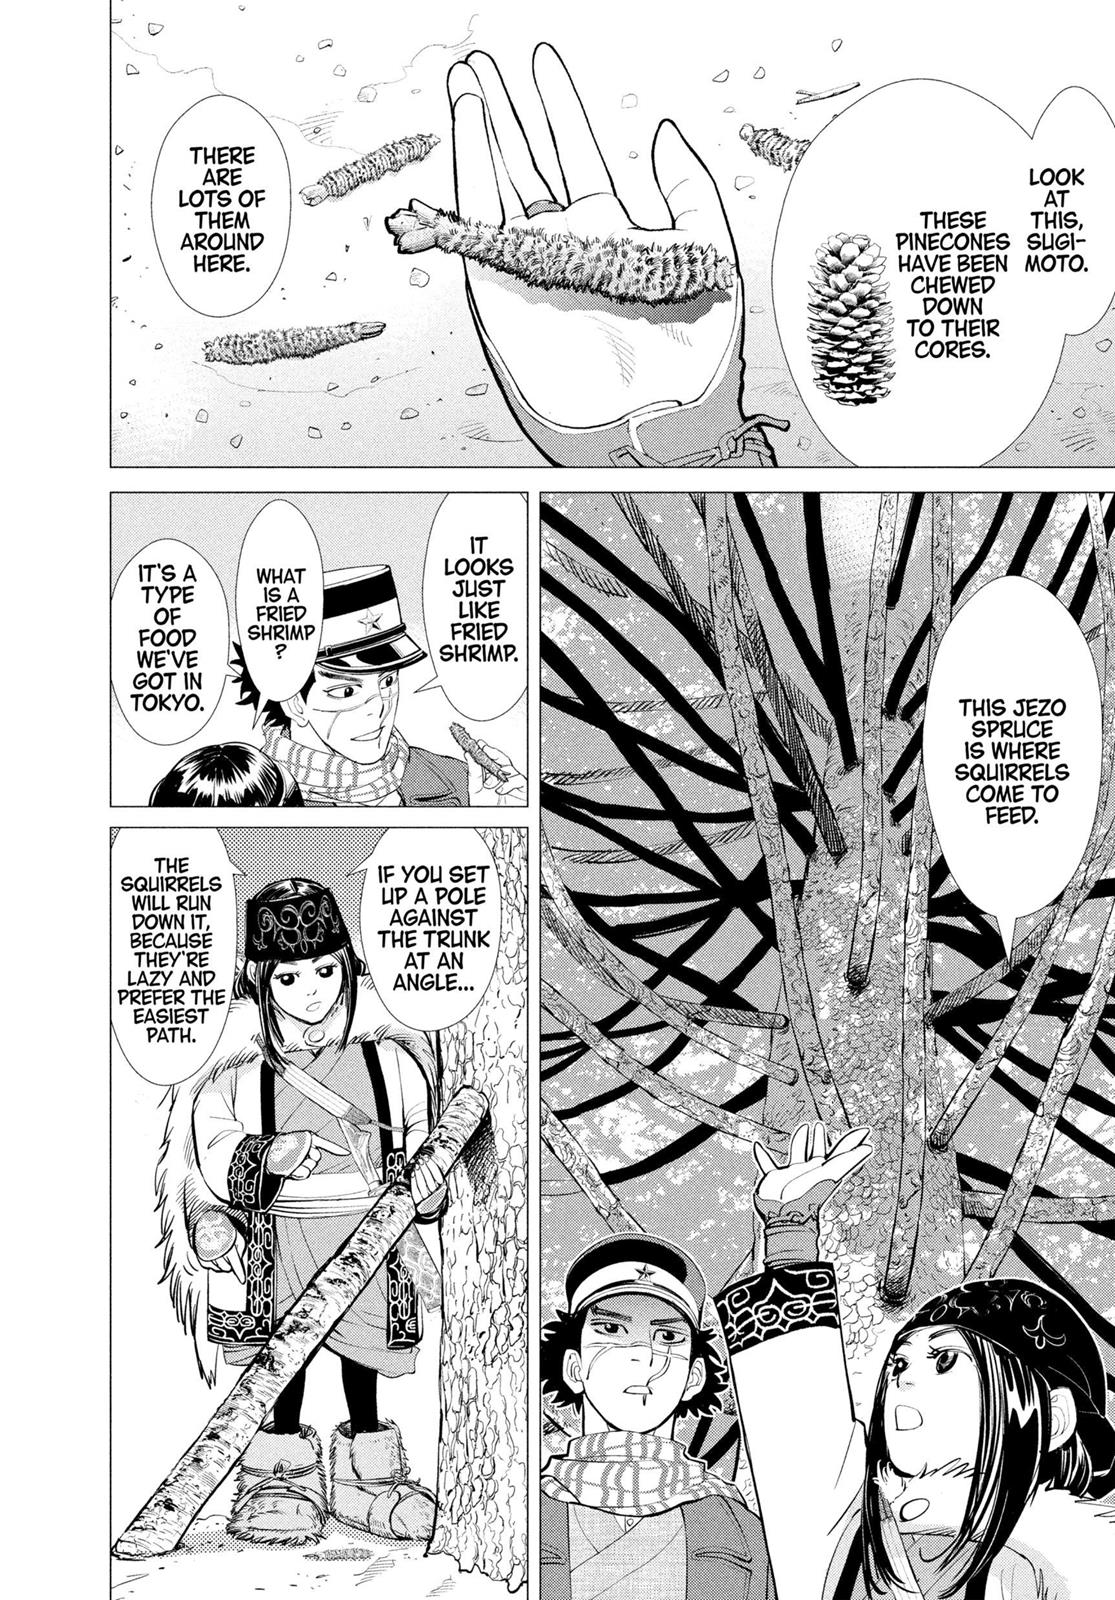 LOOK
AT
THIS,
SUGI-
MOTO.
THESE
PINECONES
HAVE BEEN
CHEWED
DOWN
TO THEIR
CORES.
THERE
ARE
LOTS OF
THEM
AROUND
HERE.
THIS JEZO
SPRUCE
IS WHERE
SQUIRRELS
COME TO
FEED.
IT
LOOKS
JUST
LIKE
FRIED
SHRIMP.
WHAT
IS A
FRIED
SHRIMP
?
IT'S A
TYPE
OF
FOOD
WE'VE
GOT IN
TOKYO.
IF YOU SET
UP A POLE
AGAINST
THE TRUNK
AT AN
ANGLE...
THE
SQUIRRELS
WILL RUN
DOWN IT,
BECAUSE
THEY'RE
LAZY AND
PREFER THE
EASIEST
PATH.